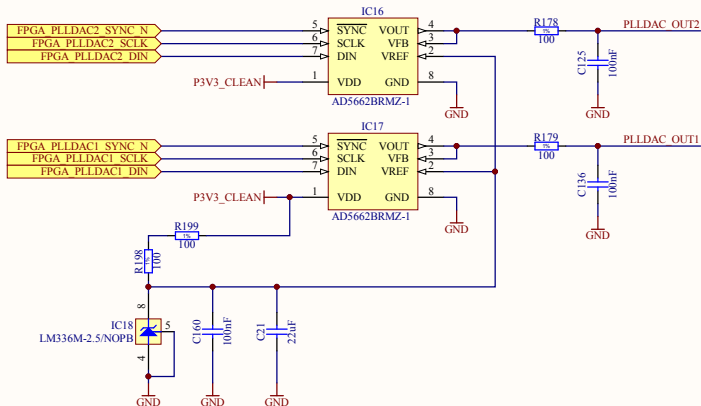 IC16
FPGA_PLLDAC2_SYNC_N 5 SYNC VOUT 4 R178 PLLDAC_OUT2
FPGA_PLLDAC2_SCLK 6 SCLK VFB 3 1% 100
FPGA_PLLDAC2_DIN 7 DIN VREF 2
C125 100nF
P3V3_CLEAN 1 VDD GND 8
AD5662BRMZ-1
GND GND
IC17
FPGA_PLLDAC1_SYNC_N 5 SYNC VOUT 4 R179 PLLDAC_OUT1
FPGA_PLLDAC1_SCLK 6 SCLK VFB 3 1% 100
FPGA_PLLDAC1_DIN 7 DIN VREF 2
C136 100nF
P3V3_CLEAN 1 VDD GND 8
AD5662BRMZ-1
GND GND
R199
1%
100
R198 1% 100
8
IC18 5
LM336M-2.5/NOPB
C160 100nF
C21 22uF
4
GND GND GND